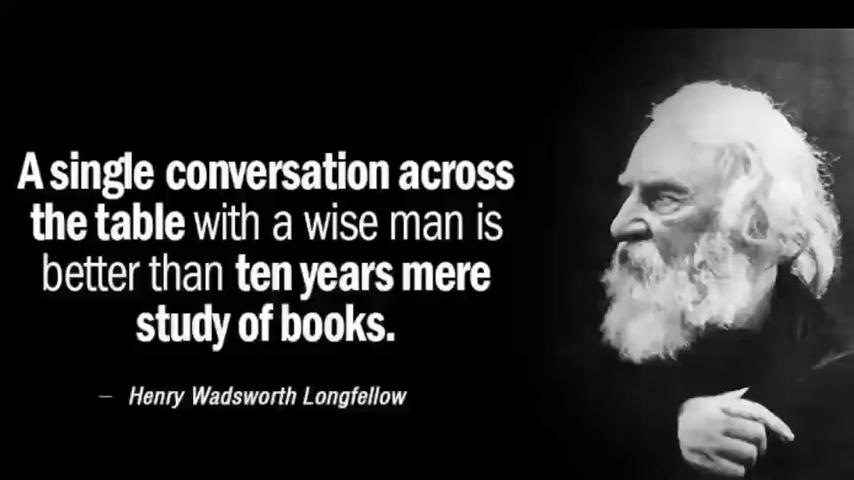 A single conversation across
the table with a wise man is
better than ten years mere
study of books.
– Henry Wadsworth Longfellow